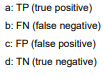 a: TP (true positive)
b: FN (false negative)
c: FP (false positive)
d: TN (true negative)